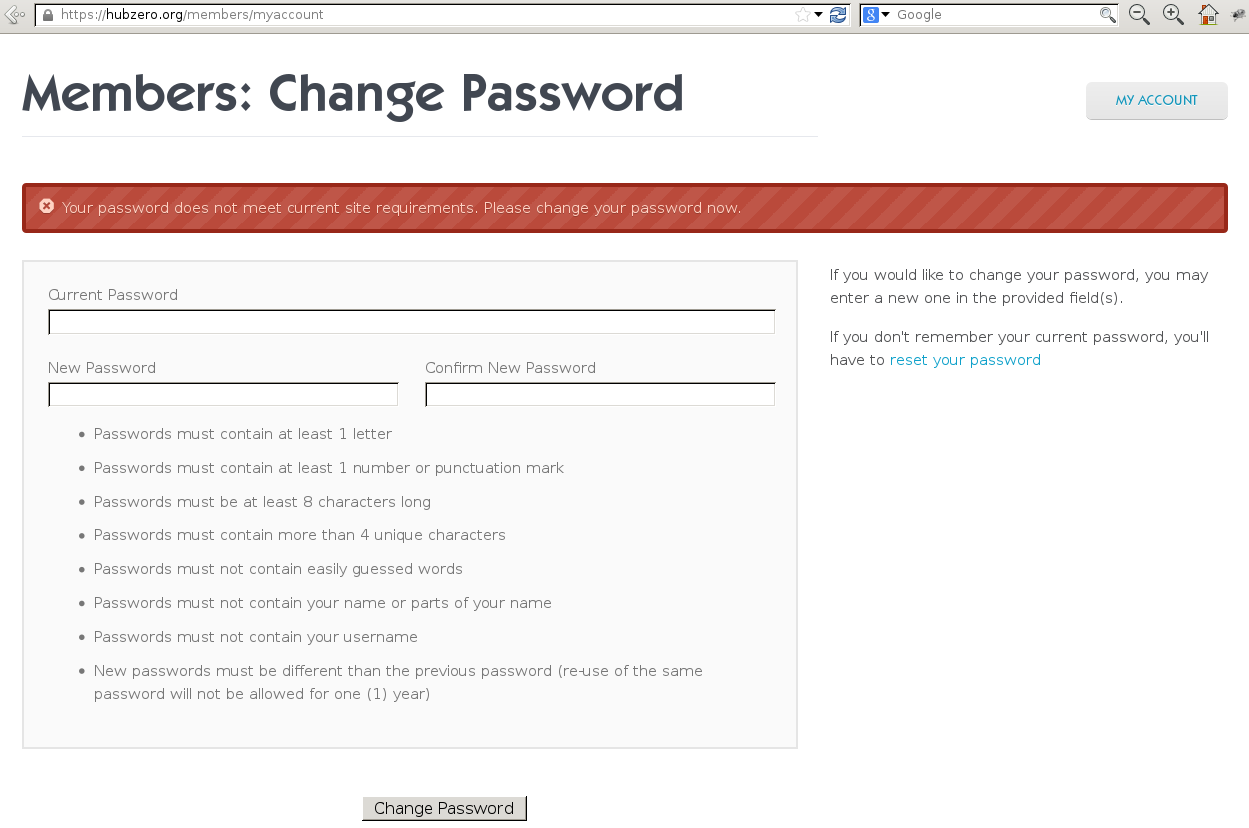 https://hubzero.org/members/myaccount
Google
Members: Change Password
MY ACCOUNT
Your password does not meet current site requirements. Please change your password now.
Current Password
New Password
Confirm New Password
• Passwords must contain at least 1 letter
• Passwords must contain at least 1 number or punctuation mark
• Passwords must be at least 8 characters long
• Passwords must contain more than 4 unique characters
• Passwords must not contain easily guessed words
• Passwords must not contain your name or parts of your name
• Passwords must not contain your username
• New passwords must be different than the previous password (re-use of the same
password will not be allowed for one (1) year)
If you would like to change your password, you may
enter a new one in the provided field(s).
If you don't remember your current password, you'll
have to reset your password
Change Password